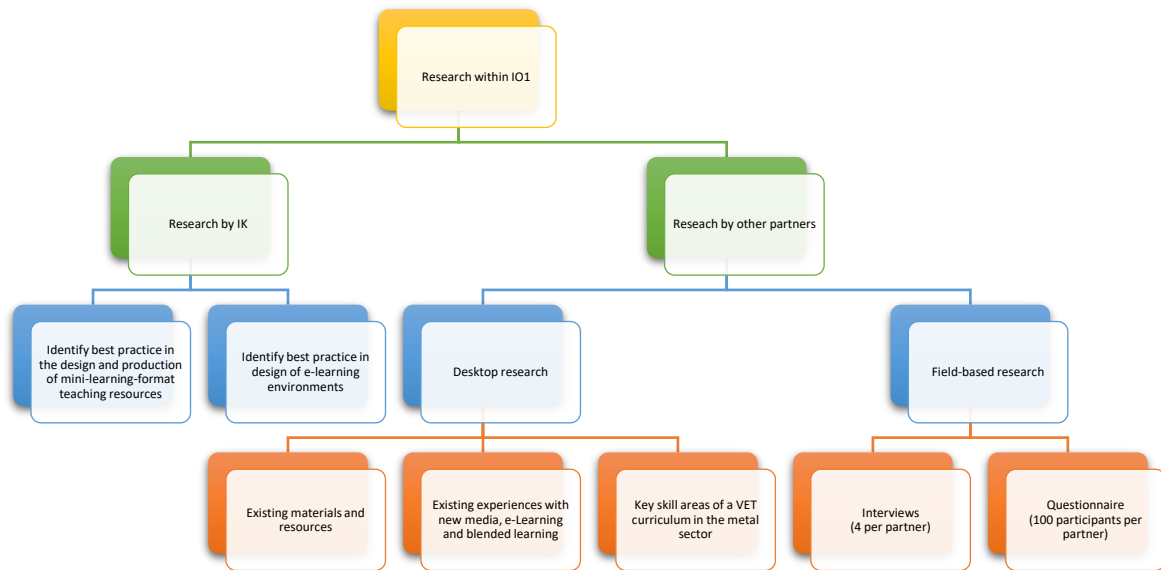 Research within IO1
Research by IK
Reseach by other partners
Identify best practice in
the design and production
of mini-learning-format
teaching resources
Identify best practice in
design of e-learning
environments
Desktop research
Field-based research
Existing materials and
resources
Existing experiences with
new media, e-Learning
and blended learning
Key skill areas of a VET
curriculum in the metal
sector
Interviews
(4 per partner)
Questionnaire
(100 participants per
partner)